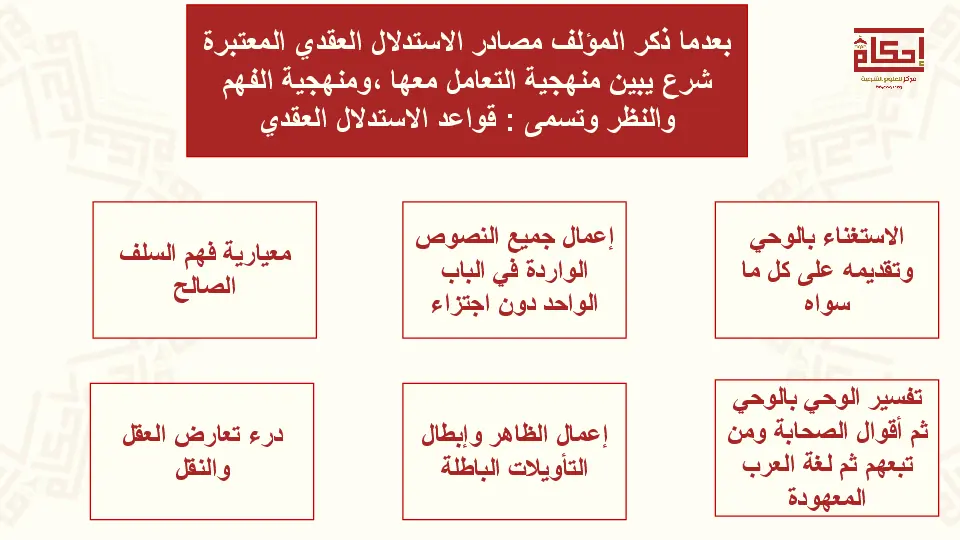 بعدما ذكر المؤلف مصادر الاستدلال العقدي المعتبرة
شرع يبين منهجية التعامل معها ،ومنهجية الفهم
والنظر وتسمى : قواعد الاستدلال العقدي
إحكام
مركز للعلوم الشرعية
الاستغناء بالوحي
وتقديمه على كل ما
سواه
إعمال جميع النصوص
الواردة في الباب
الواحد دون اجتزاء
معيارية فهم السلف
الصالح
تفسير الوحي بالوحي
ثم أقوال الصحابة ومن
تبعهم ثم لغة العرب
المعهودة
إعمال الظاهر وإبطال
التأويلات الباطلة
درء تعارض العقل
والنقل